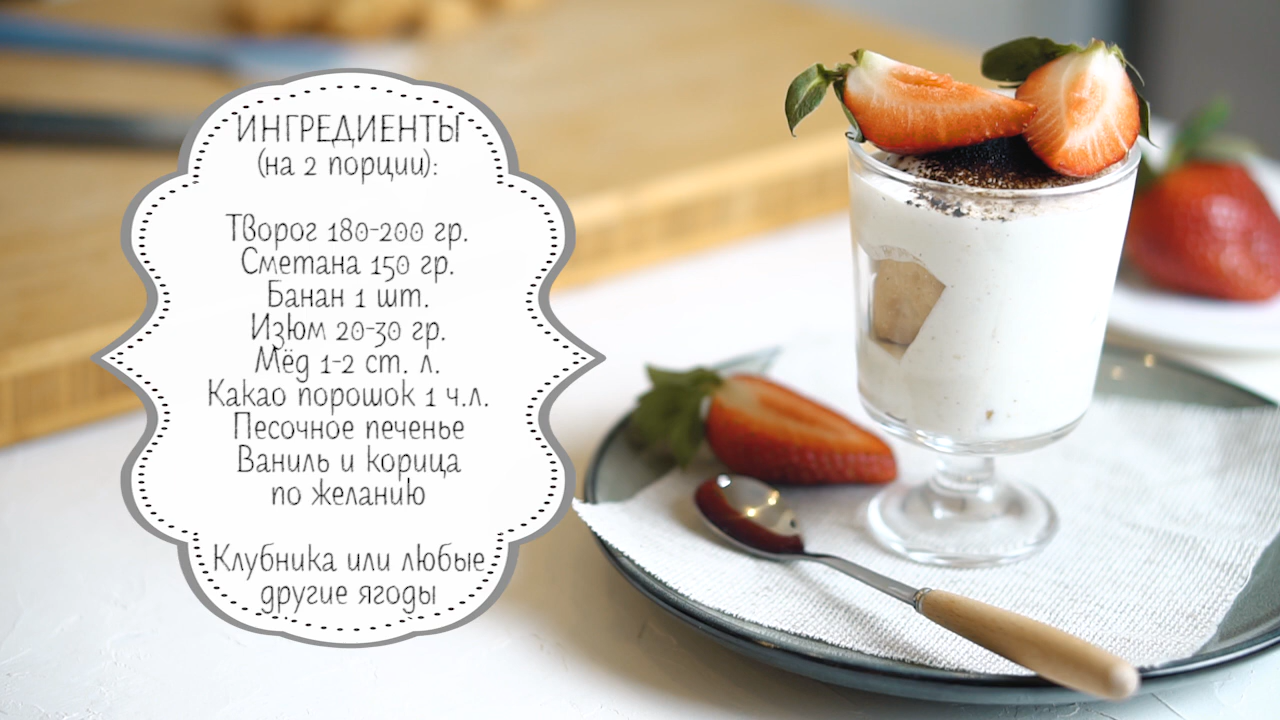 ИНГРЕДИЕНТЫ
(на 2 порции):
Творог 180-200 гр.
Сметана 150 гр.
Банан 1 шт.
Изюм 20-30 гр.
Мёд 1-2 ст. л.
Какао порошок 1 ч.л.
Песочное печенье
Ваниль и корица
по желанию
Клубника или любые
другие ягоды